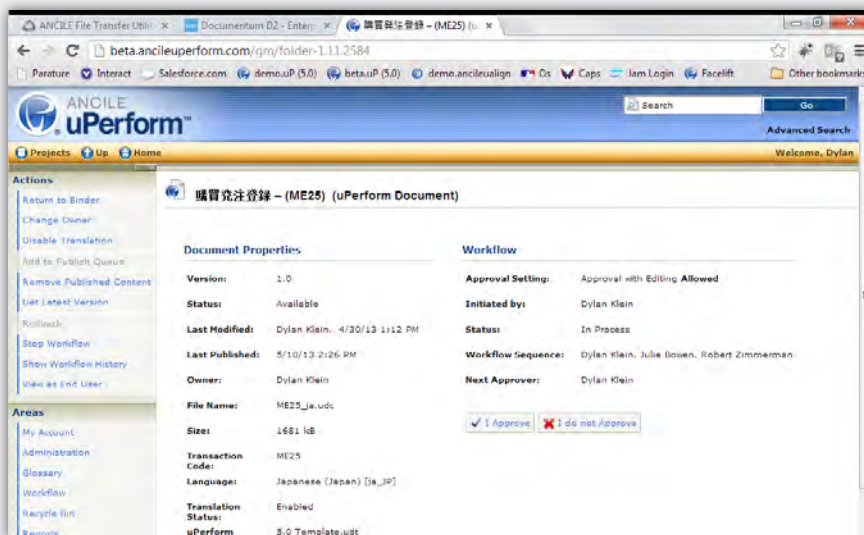 ANCILE File Transfer Utili
Documentum D2 - Enter
購買発注登録 – (ME25) (u
beta.ancileuperform.com/gm/folder-1.11.2584
Parature Interact Salesforce.com demo.uP (5.0) beta.uP (5.0) demo.ancileualign Os Caps Jam Login Facelift Other bookmarks
ANCILE
uPerform™
Search Go
Advanced Search
Projects Up Home Welcome, Dylan
Actions
Return to Binder
Change Owner
Disable Translation
Add to Publish Queue
Remove Published Content
Get Latest Version
Rollback
Stop Workflow
Show Workflow History
View as End User
Areas
My Account
Administration
Glossary
Workflow
Recycle Bin
Reports
購買発注登録 – (ME25) (uPerform Document)
Document Properties
Version: 1.0
Status: Available
Last Modified: Dylan Klein, 4/30/13 1:12 PM
Last Published: 5/10/13 2:26 PM
Owner: Dylan Klein
File Name: ME25_ja.udc
Size: 1681 kB
Transaction Code: ME25
Language: Japanese (Japan) [ja_JP]
Translation Status: Enabled
uPerform 5.0 Template.udt
Workflow
Approval Setting: Approval with Editing Allowed
Initiated by: Dylan Klein
Status: In Process
Workflow Sequence: Dylan Klein, Julie Bowen, Robert Zimmerman
Next Approver: Dylan Klein
I Approve I do not Approve